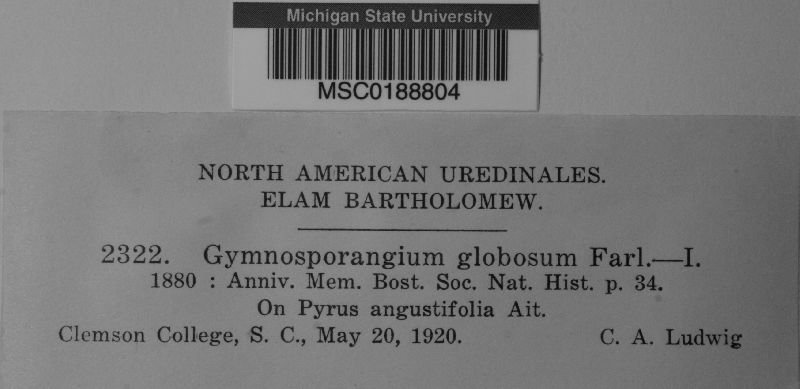 Michigan State University
MSC0188804
NORTH AMERICAN UREDINALES.
ELAM BARTHOLOMEW.
2322. Gymnosporangium globosum Farl.—I.
1880 : Anniv. Mem. Bost. Soc. Nat. Hist. p. 34.
On Pyrus angustifolia Ait.
Clemson College, S. C., May 20, 1920. C. A. Ludwig